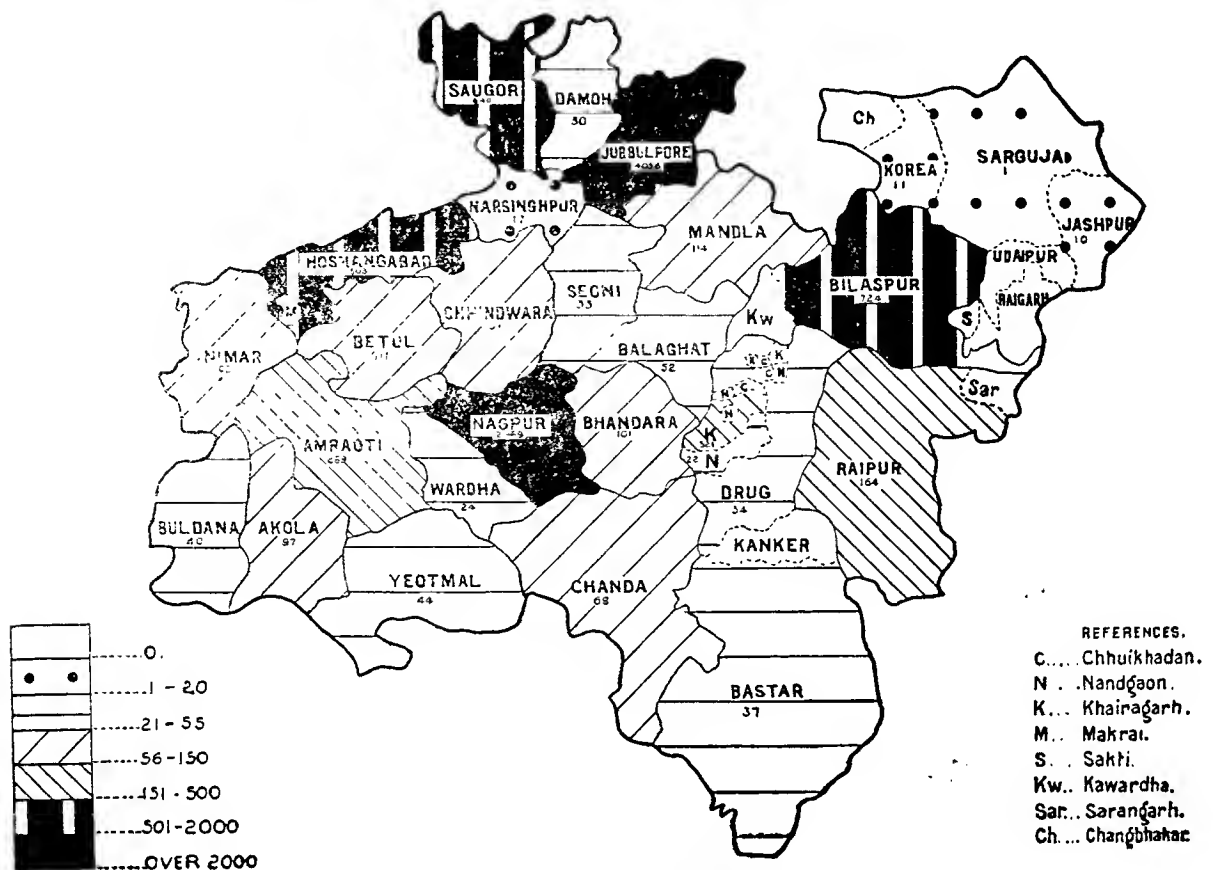 SAUGOR
DAMOH
50
JUBBULPORE
4056
Ch
KOREA
11
SARGUJA
1
JASHPUR
10
NARSINGHPUR
MANDLA
114
UDAIPUR
HOSHANGABAD
BILASPUR
724
RAIGARH
S
SEONI
33
CHHINDWARA
Kw
BETUL
NIMAR
BALAGHAT
52
Sar
NAGPUR
BHANDARA
101
K
22
N
AMRAOTI
RAIPUR
164
WARDHA
24
DRUG
34
BULDANA
40
AKOLA
97
KANKER
YEOTMAL
44
CHANDA
68
BASTAR
37
0.
1 - 20
21 - 55
56 - 150
151 - 500
501 - 2000
OVER 2000
REFERENCES.
C.... Chhuikhadan.
N . . Nandgaon.
K... Khairagarh.
M.. Makrai.
S. . Sakti.
Kw.. Kawardha.
Sar... Sarangarh.
Ch.... Changbhakar